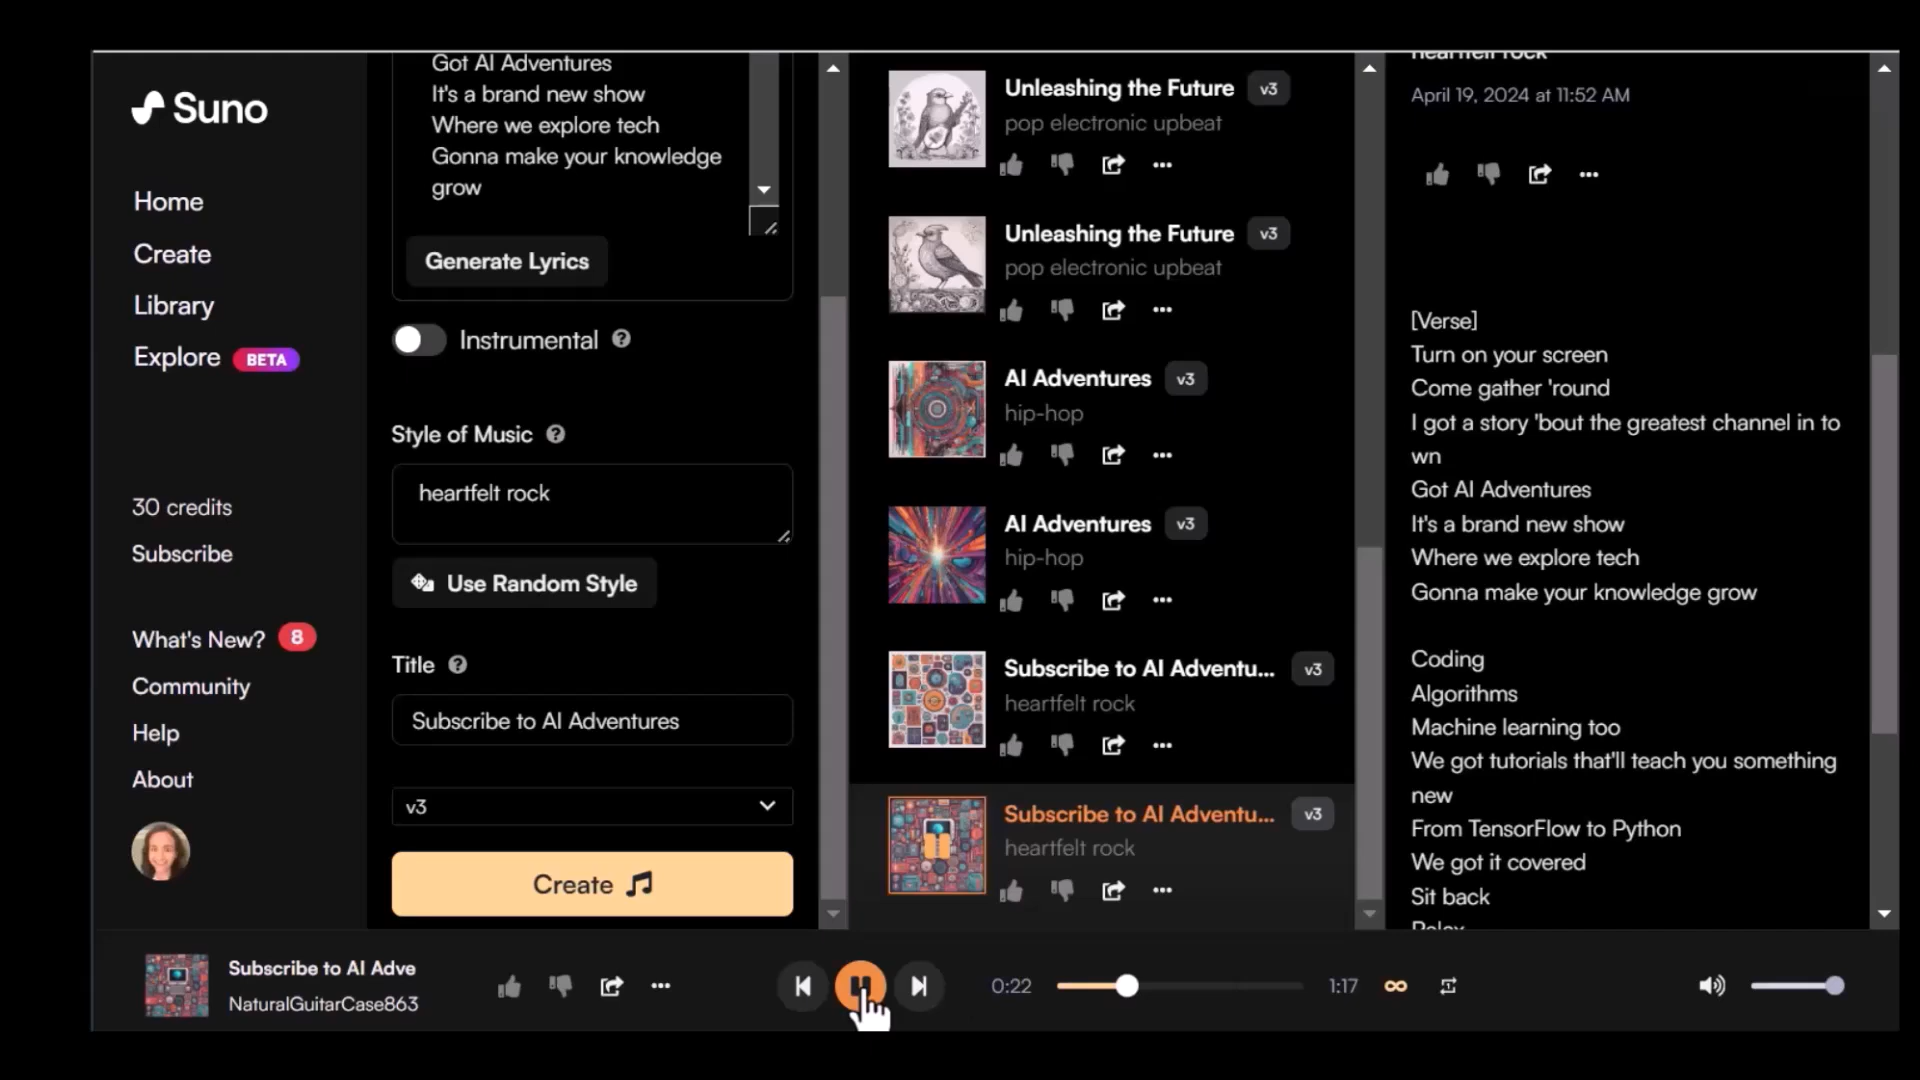 Suno
Home
Create
Library
Explore BETA
30 credits
Subscribe
What's New? 8
Community
Help
About
Got AI Adventures
It's a brand new show
Where we explore tech
Gonna make your knowledge
grow
Generate Lyrics
Instrumental ?
Style of Music ?
heartfelt rock
Use Random Style
Title ?
Subscribe to AI Adventures
v3
Create
Unleashing the Future v3
pop electronic upbeat
Unleashing the Future v3
pop electronic upbeat
AI Adventures v3
hip-hop
AI Adventures v3
hip-hop
Subscribe to AI Adventu... v3
heartfelt rock
Subscribe to AI Adventu... v3
heartfelt rock
heartfelt rock
April 19, 2024 at 11:52 AM
[Verse]
Turn on your screen
Come gather 'round
I got a story 'bout the greatest channel in to
wn
Got AI Adventures
It's a brand new show
Where we explore tech
Gonna make your knowledge grow
Coding
Algorithms
Machine learning too
We got tutorials that'll teach you something
new
From TensorFlow to Python
We got it covered
Sit back
Relax
Subscribe to AI Adve
NaturalGuitarCase863
0:22
1:17